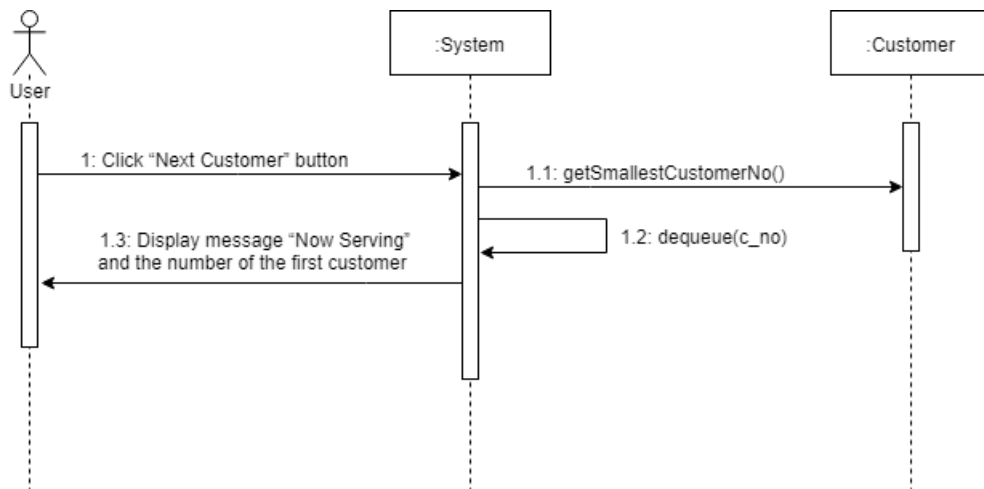 :System
:Customer
User
1: Click “Next Customer” button
1.1: getSmallestCustomerNo()
1.2: dequeue(c_no)
1.3: Display message “Now Serving”
and the number of the first customer